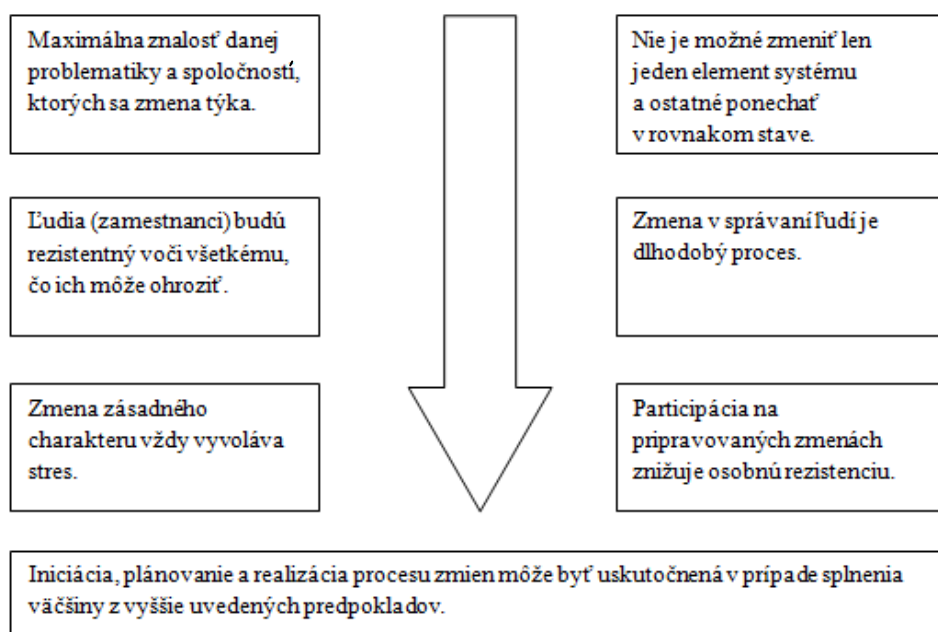 Maximálna znalosť danej
problematiky a spoločností,
ktorých sa zmena týka.
Nie je možné zmeniť len
jeden element systému
a ostatné ponechať
v rovnakom stave.
Ľudia (zamestnanci) budú
rezistentný voči všetkému,
čo ich môže ohroziť.
Zmena v správaní ľudí je
dlhodobý proces.
Zmena zásadného
charakteru vždy vyvoláva
stres.
Participácia na
pripravovaných zmenách
znižuje osobnú rezistenciu.
Iniciácia, plánovanie a realizácia procesu zmien môže byť uskutočnená v prípade splnenia
väčšiny z vyššie uvedených predpokladov.